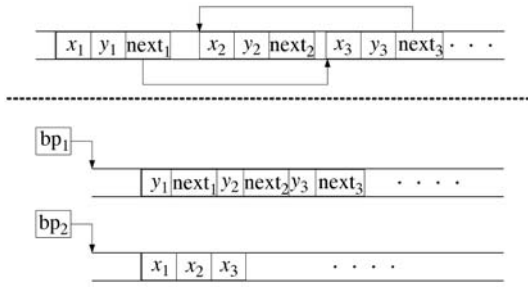 x₁ y₁ next₁ x₂ y₂ next₂ x₃ y₃ next₃ . . .
bp₁
y₁ next₁ y₂ next₂ y₃ next₃ . . . .
bp₂
x₁ x₂ x₃ . . . .